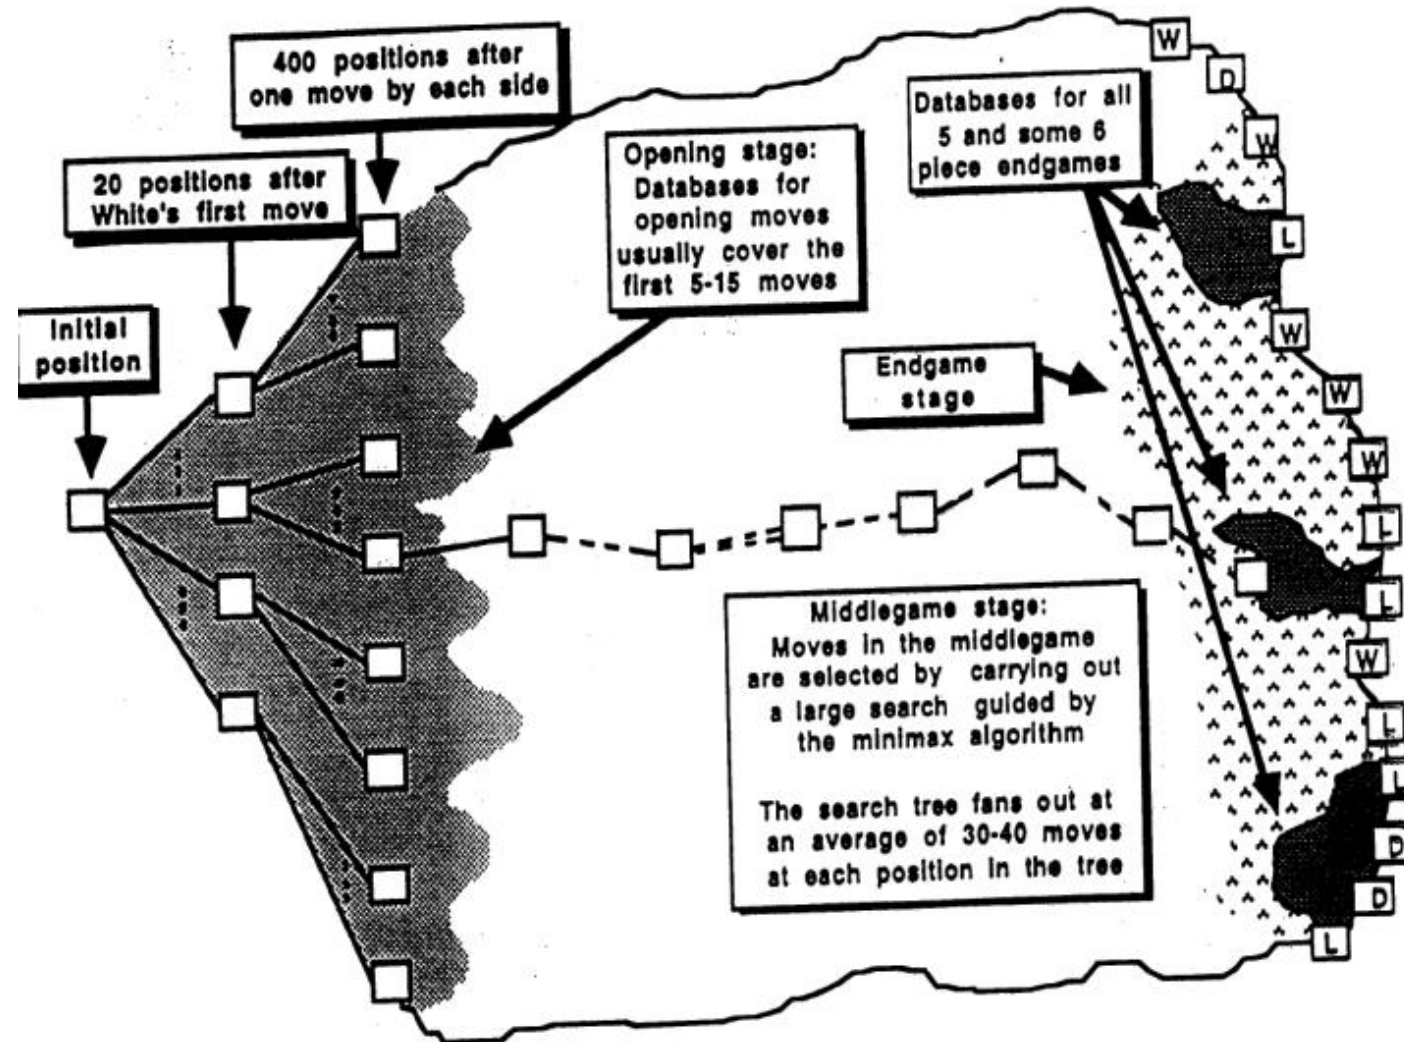 400 positions after
one move by each side
20 positions after
White's first move
Initial
position
Opening stage:
Databases for
opening moves
usually cover the
first 5-15 moves
Databases for all
5 and some 6
piece endgames
Endgame
stage
Middlegame stage:
Moves in the middlegame
are selected by carrying out
a large search guided by
the minimax algorithm
The search tree fans out at
an average of 30-40 moves
at each position in the tree
W
D
W
L
W
W
W
L
L
W
L
L
D
D
L